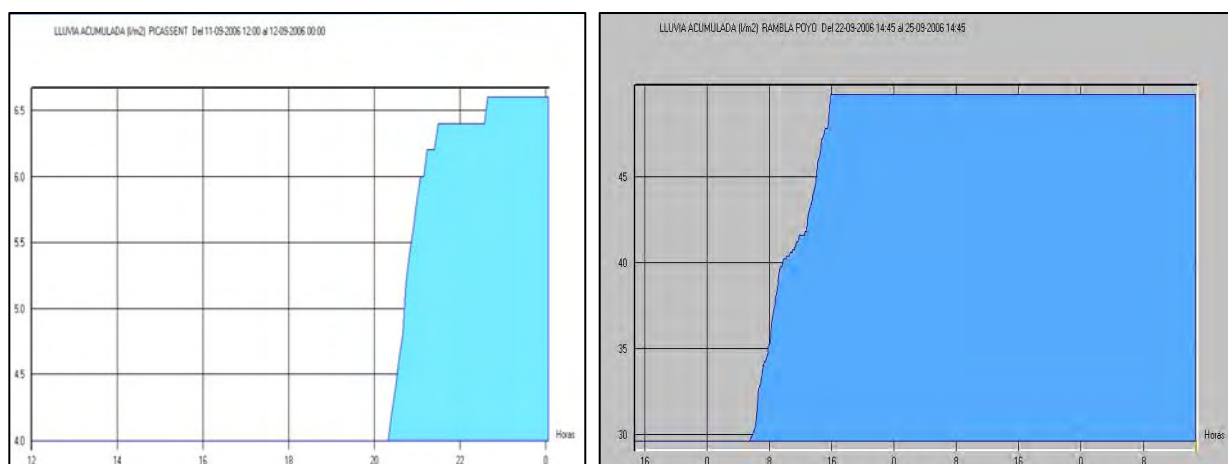 LLUVIA ACUMULADA (l/m2) PICASSENT Del 11-09-2006 12:00 al 12-09-2006 00:00
6.5
6.0
5.5
5.0
4.5
4.0
Horas
12 14 16 18 20 22 0
LLUVIA ACUMULADA (l/m2) RAMBLA POYO Del 22-09-2006 14:45 al 25-09-2006 14:45
45
40
35
30
Horas
16 0 8 16 0 8 16 0 8